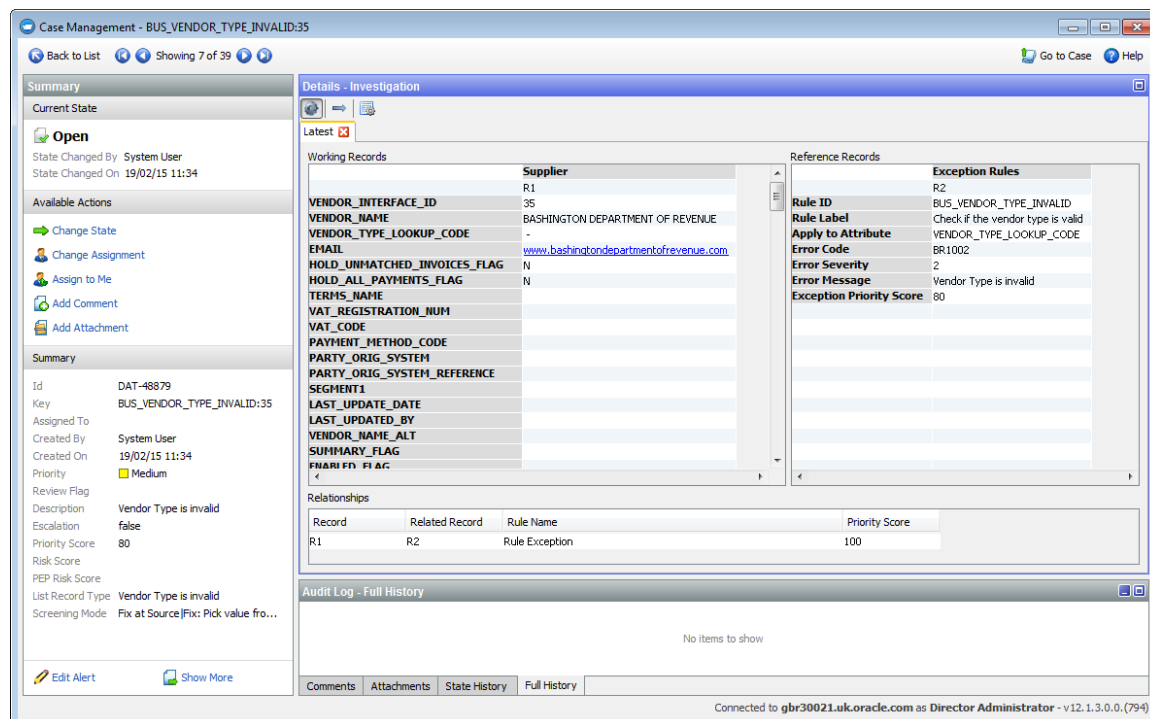 Case Management - BUS_VENDOR_TYPE_INVALID:35
Back to List Showing 7 of 39 Go to Case Help
Summary
Current State
Open
State Changed By System User
State Changed On 19/02/15 11:34
Available Actions
Change State
Change Assignment
Assign to Me
Add Comment
Add Attachment
Summary
Id DAT-48879
Key BUS_VENDOR_TYPE_INVALID:35
Assigned To
Created By System User
Created On 19/02/15 11:34
Priority Medium
Review Flag
Description Vendor Type is invalid
Escalation false
Priority Score 80
Risk Score
PEP Risk Score
List Record Type Vendor Type is invalid
Screening Mode Fix at Source|Fix: Pick value fro...
Edit Alert Show More
Details - Investigation
Latest
Working Records
Supplier
R1
VENDOR_INTERFACE_ID 35
VENDOR_NAME BASHINGTON DEPARTMENT OF REVENUE
VENDOR_TYPE_LOOKUP_CODE -
EMAIL www.bashingtondepartmentofrevenue.com
HOLD_UNMATCHED_INVOICES_FLAG N
HOLD_ALL_PAYMENTS_FLAG N
TERMS_NAME
VAT_REGISTRATION_NUM
VAT_CODE
PAYMENT_METHOD_CODE
PARTY_ORIG_SYSTEM
PARTY_ORIG_SYSTEM_REFERENCE
SEGMENT1
LAST_UPDATE_DATE
LAST_UPDATED_BY
VENDOR_NAME_ALT
SUMMARY_FLAG
ENABLED_FLAG
Reference Records
Exception Rules
R2
Rule ID BUS_VENDOR_TYPE_INVALID
Rule Label Check if the vendor type is valid
Apply to Attribute VENDOR_TYPE_LOOKUP_CODE
Error Code BR1002
Error Severity 2
Error Message Vendor Type is invalid
Exception Priority Score 80
Relationships
Record Related Record Rule Name Priority Score
R1 R2 Rule Exception 100
Audit Log - Full History
No items to show
Comments Attachments State History Full History
Connected to gbr30021.uk.oracle.com as Director Administrator - v12.1.3.0.0.(794)